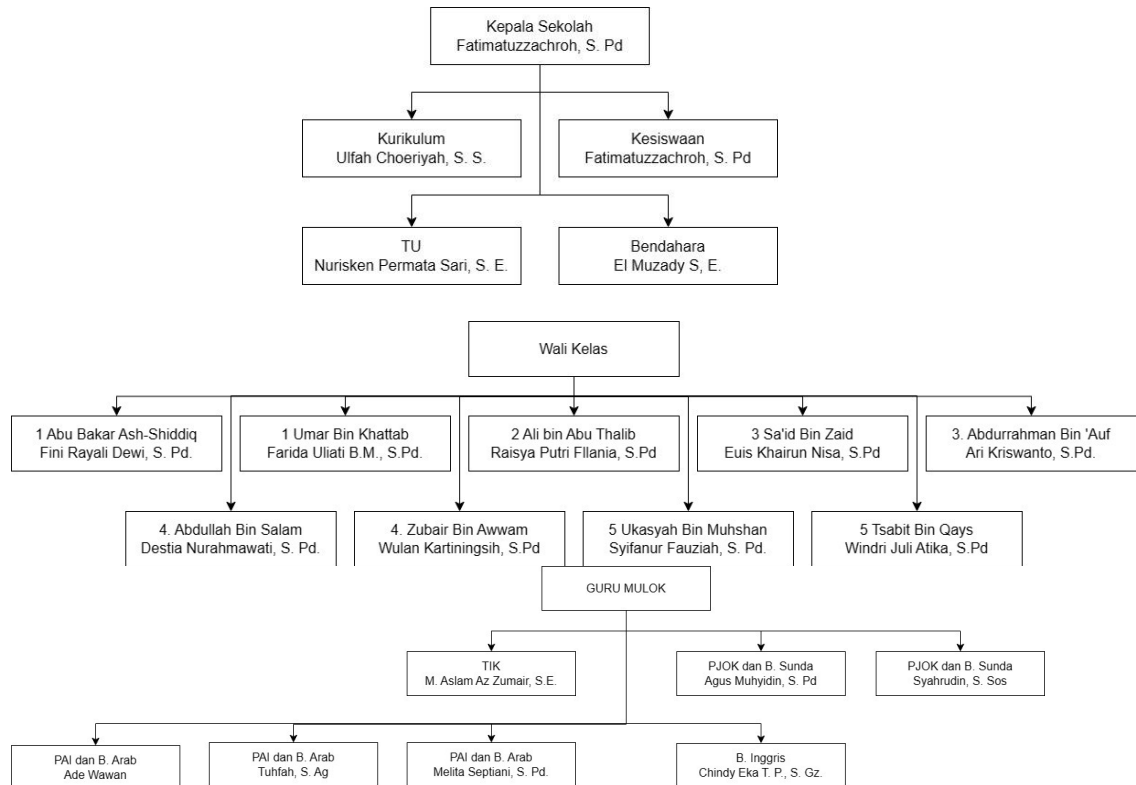 Kepala Sekolah
Fatimatuzzachroh, S. Pd
Kurikulum
Ulfah Choeriyah, S. S.
Kesiswaan
Fatimatuzzachroh, S. Pd
TU
Nurisken Permata Sari, S. E.
Bendahara
El Muzady S, E.
Wali Kelas
1 Abu Bakar Ash-Shiddiq
Fini Rayali Dewi, S. Pd.
1 Umar Bin Khattab
Farida Uliati B.M., S.Pd.
2 Ali bin Abu Thalib
Raisya Putri Fllania, S.Pd
3 Sa'id Bin Zaid
Euis Khairun Nisa, S.Pd
3. Abdurrahman Bin 'Auf
Ari Kriswanto, S.Pd.
4. Abdullah Bin Salam
Destia Nurahmawati, S. Pd.
4. Zubair Bin Awwam
Wulan Kartiningsih, S.Pd
5 Ukasyah Bin Muhshan
Syifanur Fauziah, S. Pd.
5 Tsabit Bin Qays
Windri Juli Atika, S.Pd
GURU MULOK
TIK
M. Aslam Az Zumair, S.E.
PJOK dan B. Sunda
Agus Muhyidin, S. Pd
PJOK dan B. Sunda
Syahrudin, S. Sos
PAI dan B. Arab
Ade Wawan
PAI dan B. Arab
Tuhfah, S. Ag
PAI dan B. Arab
Melita Septiani, S. Pd.
B. Inggris
Chindy Eka T. P., S. Gz.